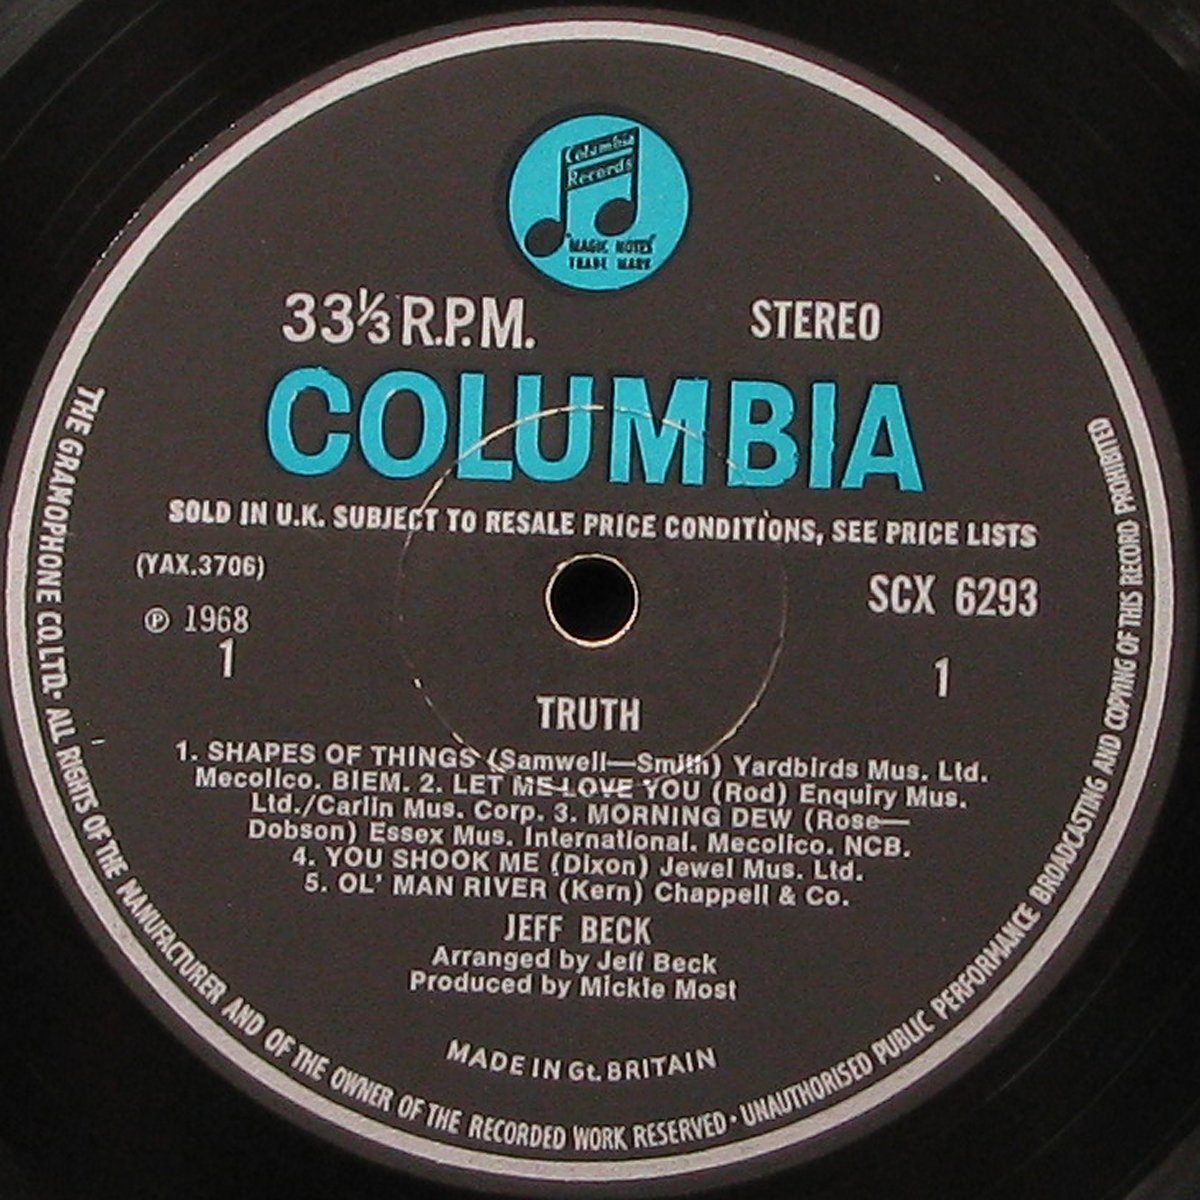 Columbia
Records
"MAGIC NOTES"
TRADE MARK
33⅓ R.P.M.
STEREO
COLUMBIA
SOLD IN U.K. SUBJECT TO RESALE PRICE CONDITIONS, SEE PRICE LISTS
(YAX.3706)
SCX 6293
℗ 1968
1
1
TRUTH
1. SHAPES OF THINGS (Samwell—Smith) Yardbirds Mus. Ltd.
Mecolico. BIEM. 2. LET ME LOVE YOU (Rod) Enquiry Mus.
Ltd./Carlin Mus. Corp. 3. MORNING DEW (Rose—
Dobson) Essex Mus. International. Mecolico. NCB.
4. YOU SHOOK ME (Dixon) Jewel Mus. Ltd.
5. OL' MAN RIVER (Kern) Chappell & Co.
JEFF BECK
Arranged by Jeff Beck
Produced by Mickie Most
MADE IN Gt. BRITAIN
THE GRAMOPHONE CO. LTD. · ALL RIGHTS OF THE MANUFACTURER AND OF THE OWNER OF THE RECORDED WORK RESERVED · UNAUTHORISED PUBLIC PERFORMANCE BROADCASTING AND COPYING OF THIS RECORD PROHIBITED